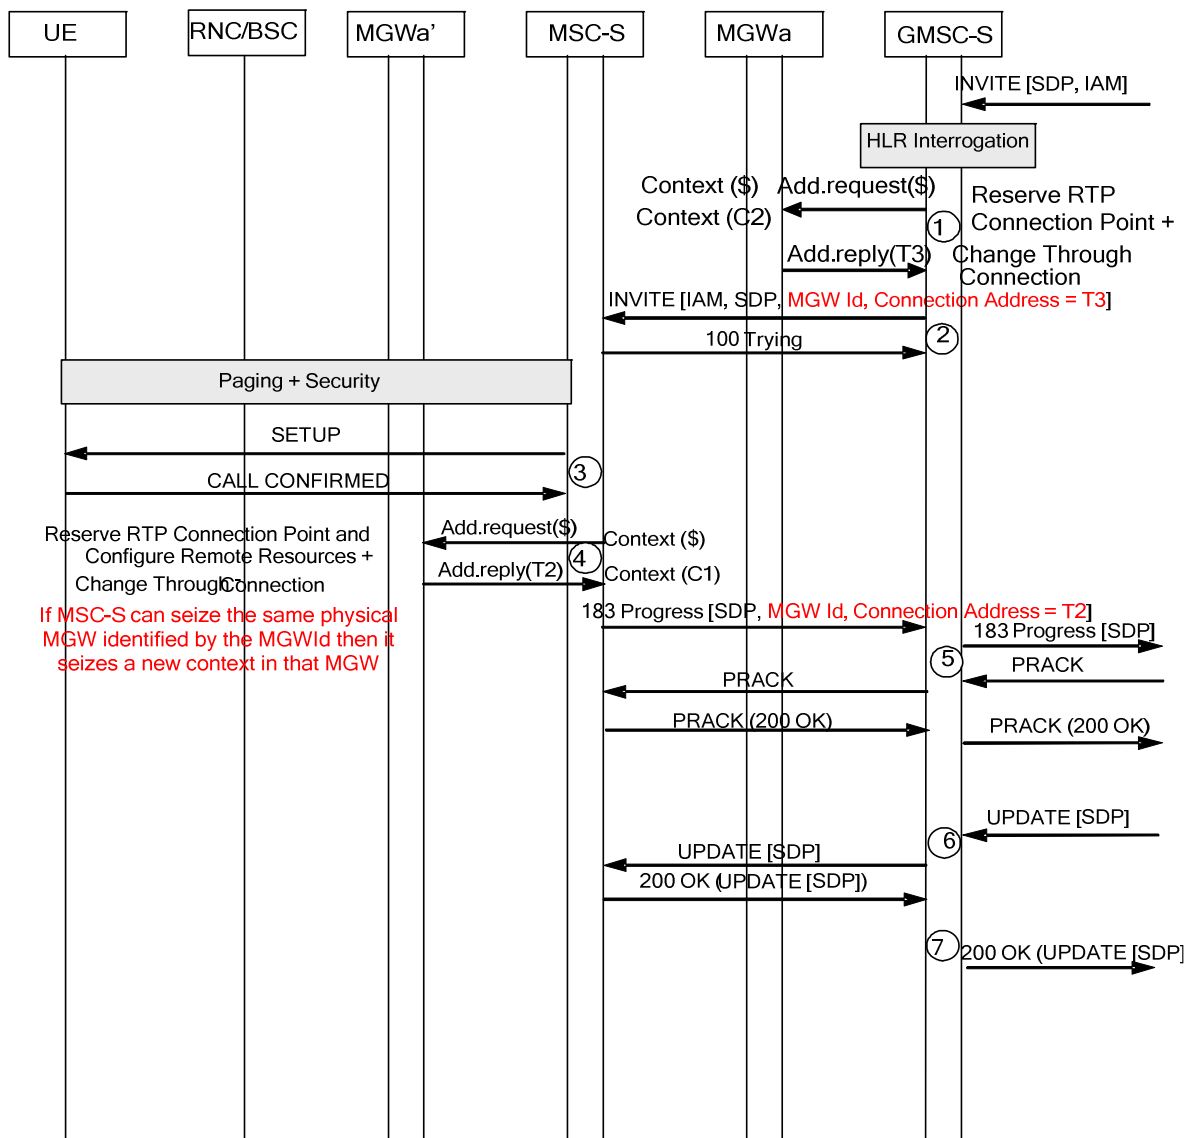 UE
RNC/BSC
MGWa'
MSC-S
MGWa
GMSC-S
INVITE [SDP, IAM]
HLR Interrogation
Context ($)
Add.request($)
Reserve RTP
Context (C2)
1
Connection Point +
Add.reply(T3)
Change Through
Connection
INVITE [IAM, SDP, MGW Id, Connection Address = T3]
2
100 Trying
Paging + Security
SETUP
3
CALL CONFIRMED
Reserve RTP Connection Point and
Add.request($)
Context ($)
Configure Remote Resources +
4
Change Through-Connection
Add.reply(T2)
Context (C1)
If MSC-S can seize the same physical
MGW identified by the MGWId then it
seizes a new context in that MGW
183 Progress [SDP, MGW Id, Connection Address = T2]
183 Progress [SDP]
5
PRACK
PRACK
PRACK (200 OK)
PRACK (200 OK)
UPDATE [SDP]
6
UPDATE [SDP]
200 OK (UPDATE [SDP])
7
200 OK (UPDATE [SDP]